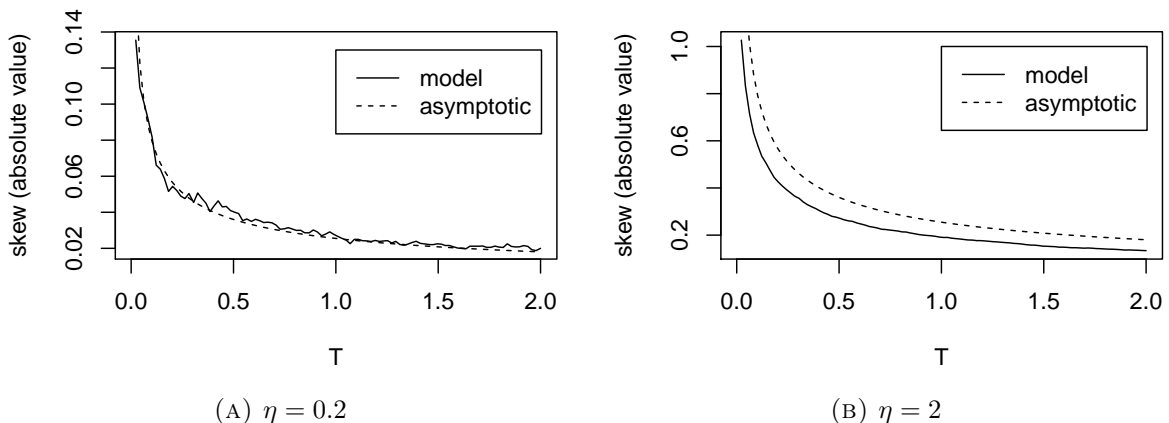 skew (absolute value)
0.02
0.06
0.10
0.14
model
asymptotic
0.0
0.5
1.0
1.5
2.0
T
(A) η = 0.2
skew (absolute value)
0.2
0.6
1.0
model
asymptotic
0.0
0.5
1.0
1.5
2.0
T
(B) η = 2